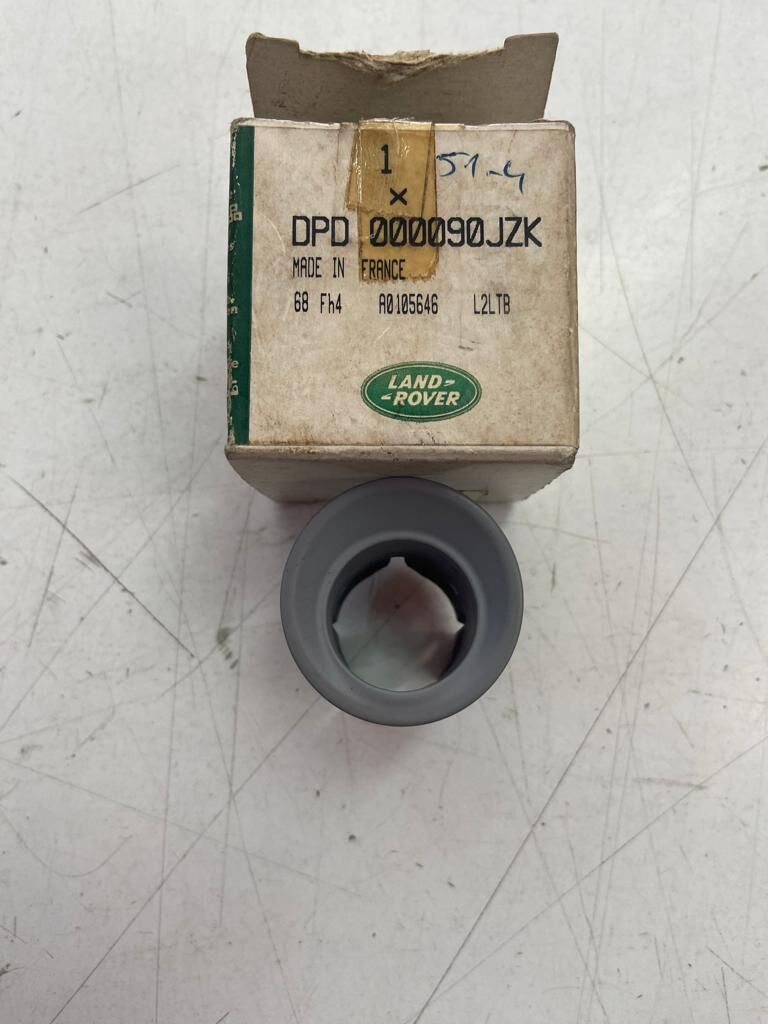 1 51-4
x
DPD 000090JZK
MADE IN FRANCE
68 Fh4 A0105646 L2LTB
LAND-
-ROVER